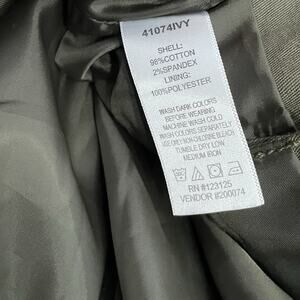 41074IVY
SHELL:
98%COTTON
2%SPANDEX
LINING:
100%POLYESTER
WASH DARK COLORS
BEFORE WEARING
MACHINE WASH COLD
WASH COLORS SEPARATELY
USE ONLY NON-CHLORINE BLEACH
TUMBLE DRY LOW
MEDIUM IRON
RN #123125
VENDOR #200074